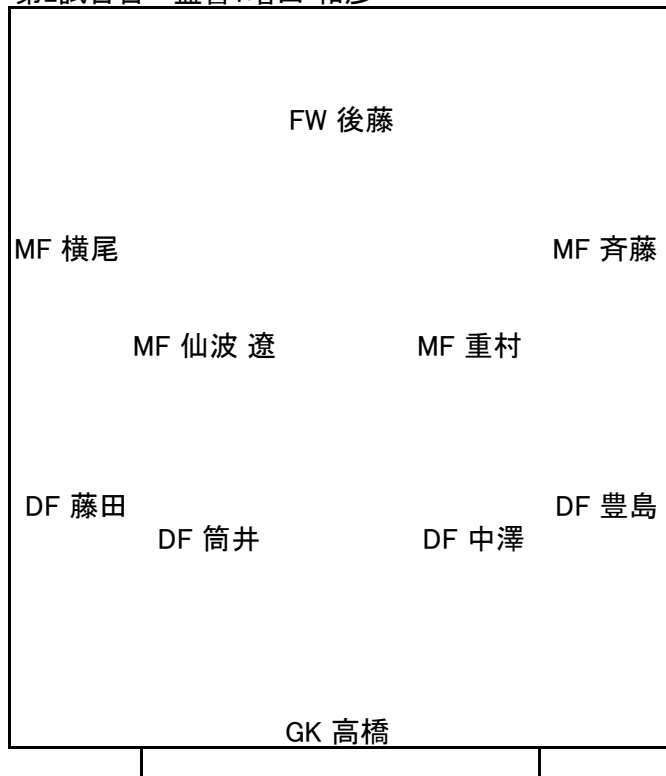 FW 後藤
MF 横尾 MF 斉藤
MF 仙波 遼 MF 重村
DF 藤田 DF 豊島
DF 筒井 DF 中澤
GK 高橋